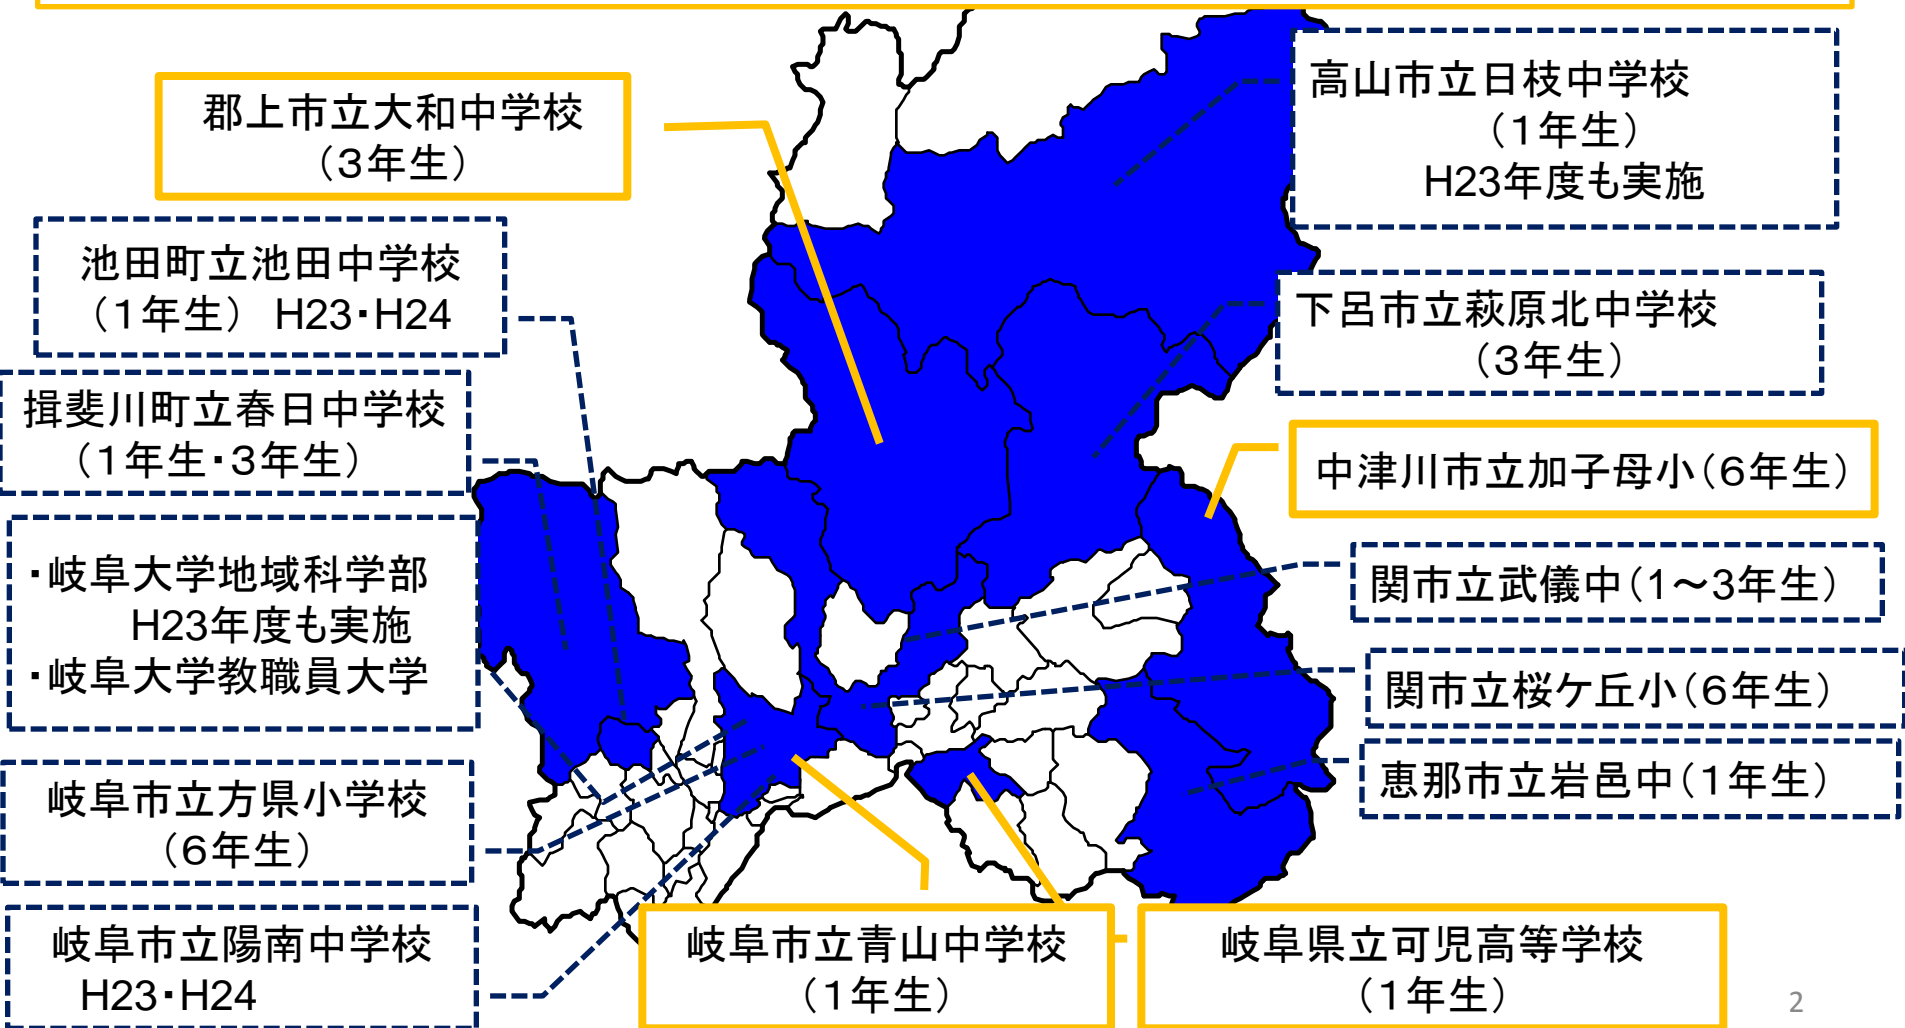 郡上市立大和中学校
（3年生）
高山市立日枝中学校
（1年生）
H23年度も実施
池田町立池田中学校
（1年生） H23・H24
下呂市立萩原北中学校
（3年生）
揖斐川町立春日中学校
（1年生・3年生）
中津川市立加子母小（6年生）
・岐阜大学地域科学部
H23年度も実施
・岐阜大学教職員大学
関市立武儀中（1～3年生）
関市立桜ケ丘小（6年生）
恵那市立岩邑中（1年生）
岐阜市立方県小学校
（6年生）
岐阜市立陽南中学校
H23・H24
岐阜市立青山中学校
（1年生）
岐阜県立可児高等学校
（1年生）
2